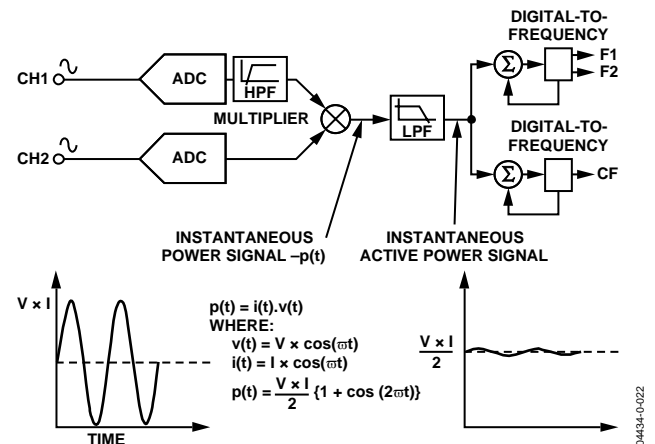 DIGITAL-TO-
FREQUENCY
F1
F2
CH1
ADC
HPF
MULTIPLIER
Σ
LPF
DIGITAL-TO-
FREQUENCY
CH2
ADC
Σ
CF
INSTANTANEOUS
POWER SIGNAL –p(t)
INSTANTANEOUS
ACTIVE POWER SIGNAL
V × I
p(t) = i(t).v(t)
WHERE:
v(t) = V × cos(ϖt)
i(t) = I × cos(ϖt)
p(t) = V × I
2 {1 + cos (2ϖt)}
V × I
2
TIME
04434-0-022